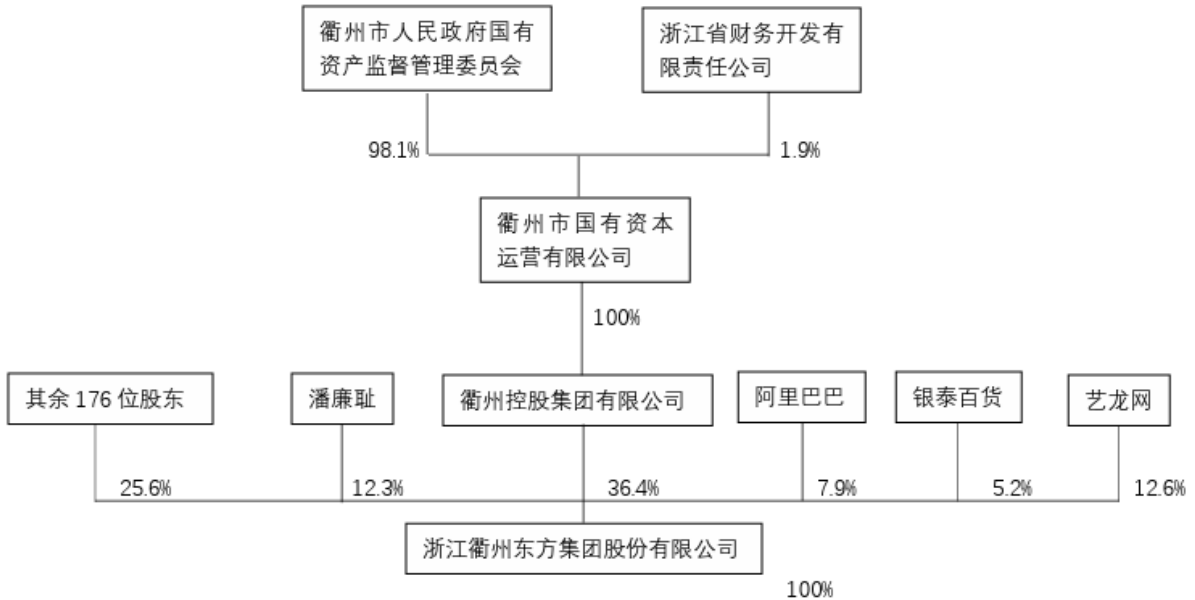 衢州市人民政府国有
资产监督管理委员会
浙江省财务开发有
限责任公司
98.1%
1.9%
衢州市国有资本
运营有限公司
100%
其余 176 位股东
潘廉耻
衢州控股集团有限公司
阿里巴巴
银泰百货
艺龙网
25.6%
12.3%
36.4%
7.9%
5.2%
12.6%
浙江衢州东方集团股份有限公司
100%